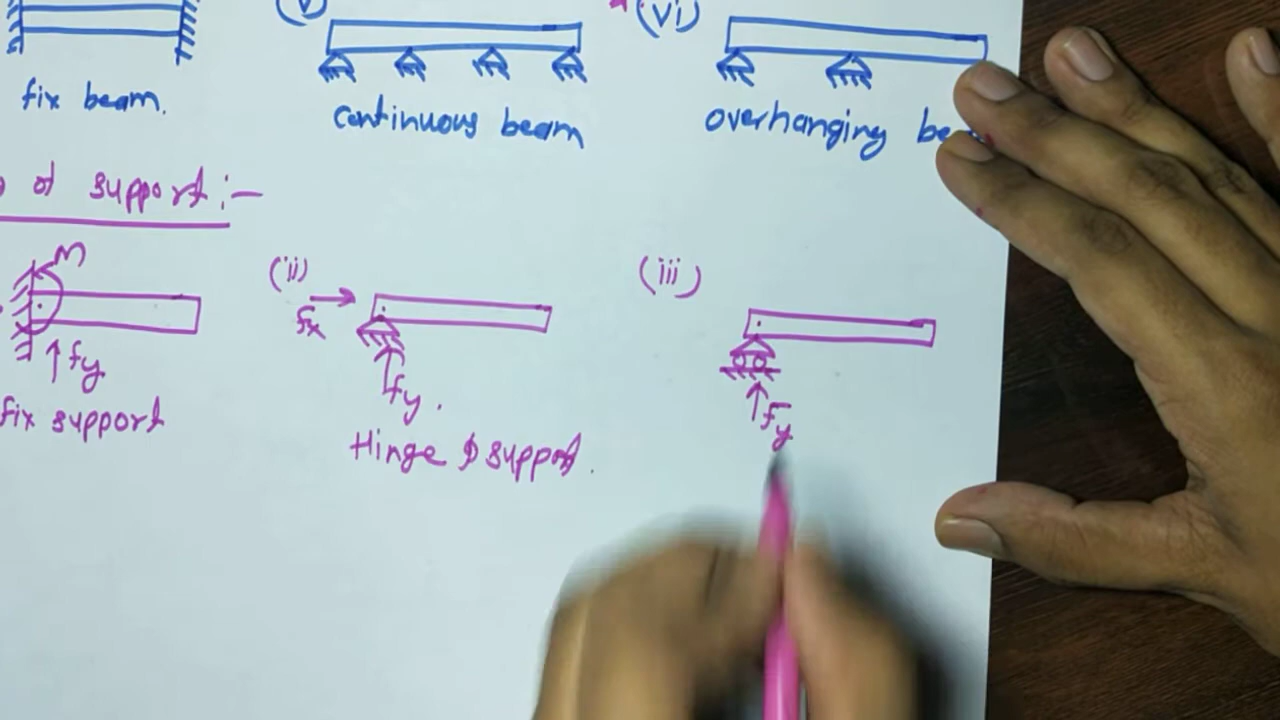 (v)
(vi)
fix beam.
continuous beam
overhanging be
of support :-
M
(ii)
(iii)
fx
fy
fy.
Fy
fix support
Hinge support.